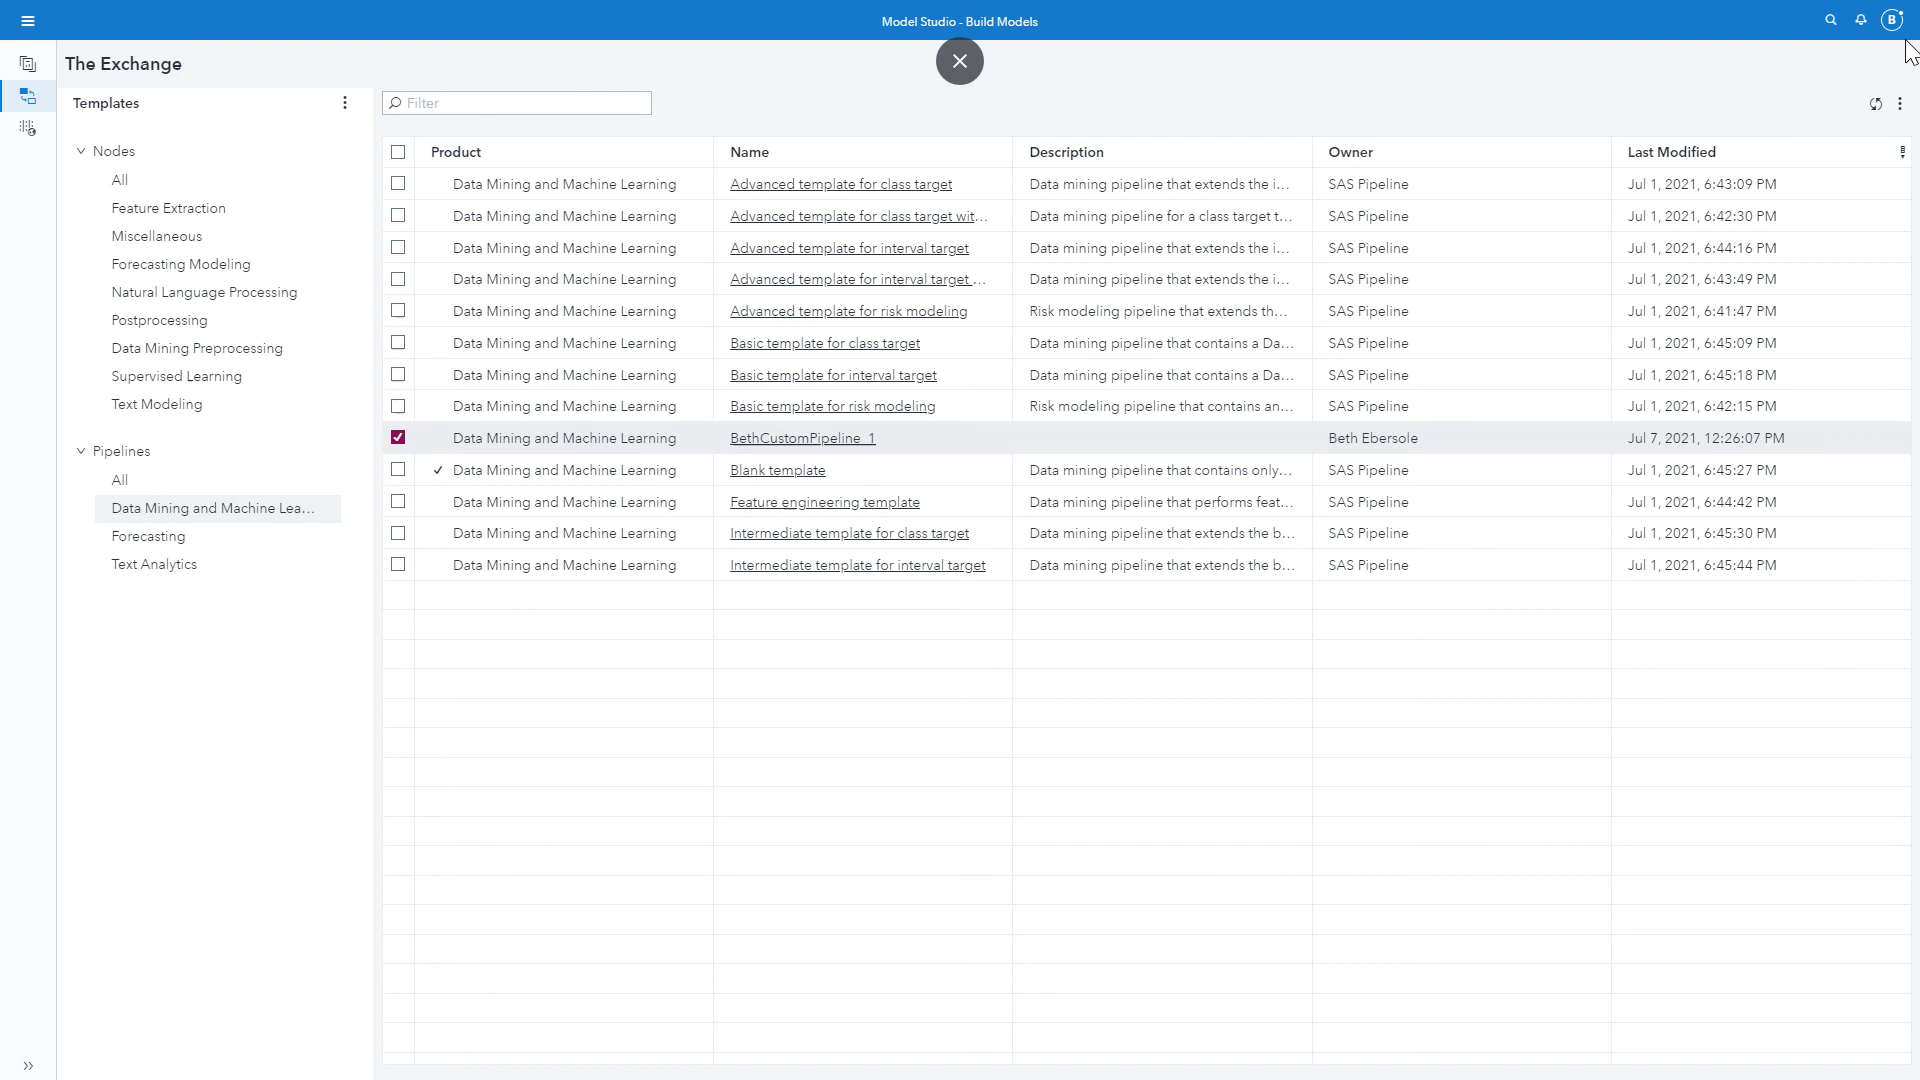 Model Studio - Build Models
B
The Exchange
Templates
Filter
Nodes
All
Feature Extraction
Miscellaneous
Forecasting Modeling
Natural Language Processing
Postprocessing
Data Mining Preprocessing
Supervised Learning
Text Modeling
Pipelines
All
Data Mining and Machine Lea...
Forecasting
Text Analytics
Product Name Description Owner Last Modified
Data Mining and Machine Learning Advanced template for class target Data mining pipeline that extends the i... SAS Pipeline Jul 1, 2021, 6:43:09 PM
Data Mining and Machine Learning Advanced template for class target wit... Data mining pipeline for a class target t... SAS Pipeline Jul 1, 2021, 6:42:30 PM
Data Mining and Machine Learning Advanced template for interval target Data mining pipeline that extends the i... SAS Pipeline Jul 1, 2021, 6:44:16 PM
Data Mining and Machine Learning Advanced template for interval target ... Data mining pipeline that extends the i... SAS Pipeline Jul 1, 2021, 6:43:49 PM
Data Mining and Machine Learning Advanced template for risk modeling Risk modeling pipeline that extends th... SAS Pipeline Jul 1, 2021, 6:41:47 PM
Data Mining and Machine Learning Basic template for class target Data mining pipeline that contains a Da... SAS Pipeline Jul 1, 2021, 6:45:09 PM
Data Mining and Machine Learning Basic template for interval target Data mining pipeline that contains a Da... SAS Pipeline Jul 1, 2021, 6:45:18 PM
Data Mining and Machine Learning Basic template for risk modeling Risk modeling pipeline that contains an... SAS Pipeline Jul 1, 2021, 6:42:15 PM
Data Mining and Machine Learning BethCustomPipeline_1 Beth Ebersole Jul 7, 2021, 12:26:07 PM
Data Mining and Machine Learning Blank template Data mining pipeline that contains only... SAS Pipeline Jul 1, 2021, 6:45:27 PM
Data Mining and Machine Learning Feature engineering template Data mining pipeline that performs feat... SAS Pipeline Jul 1, 2021, 6:44:42 PM
Data Mining and Machine Learning Intermediate template for class target Data mining pipeline that extends the b... SAS Pipeline Jul 1, 2021, 6:45:30 PM
Data Mining and Machine Learning Intermediate template for interval target Data mining pipeline that extends the b... SAS Pipeline Jul 1, 2021, 6:45:44 PM